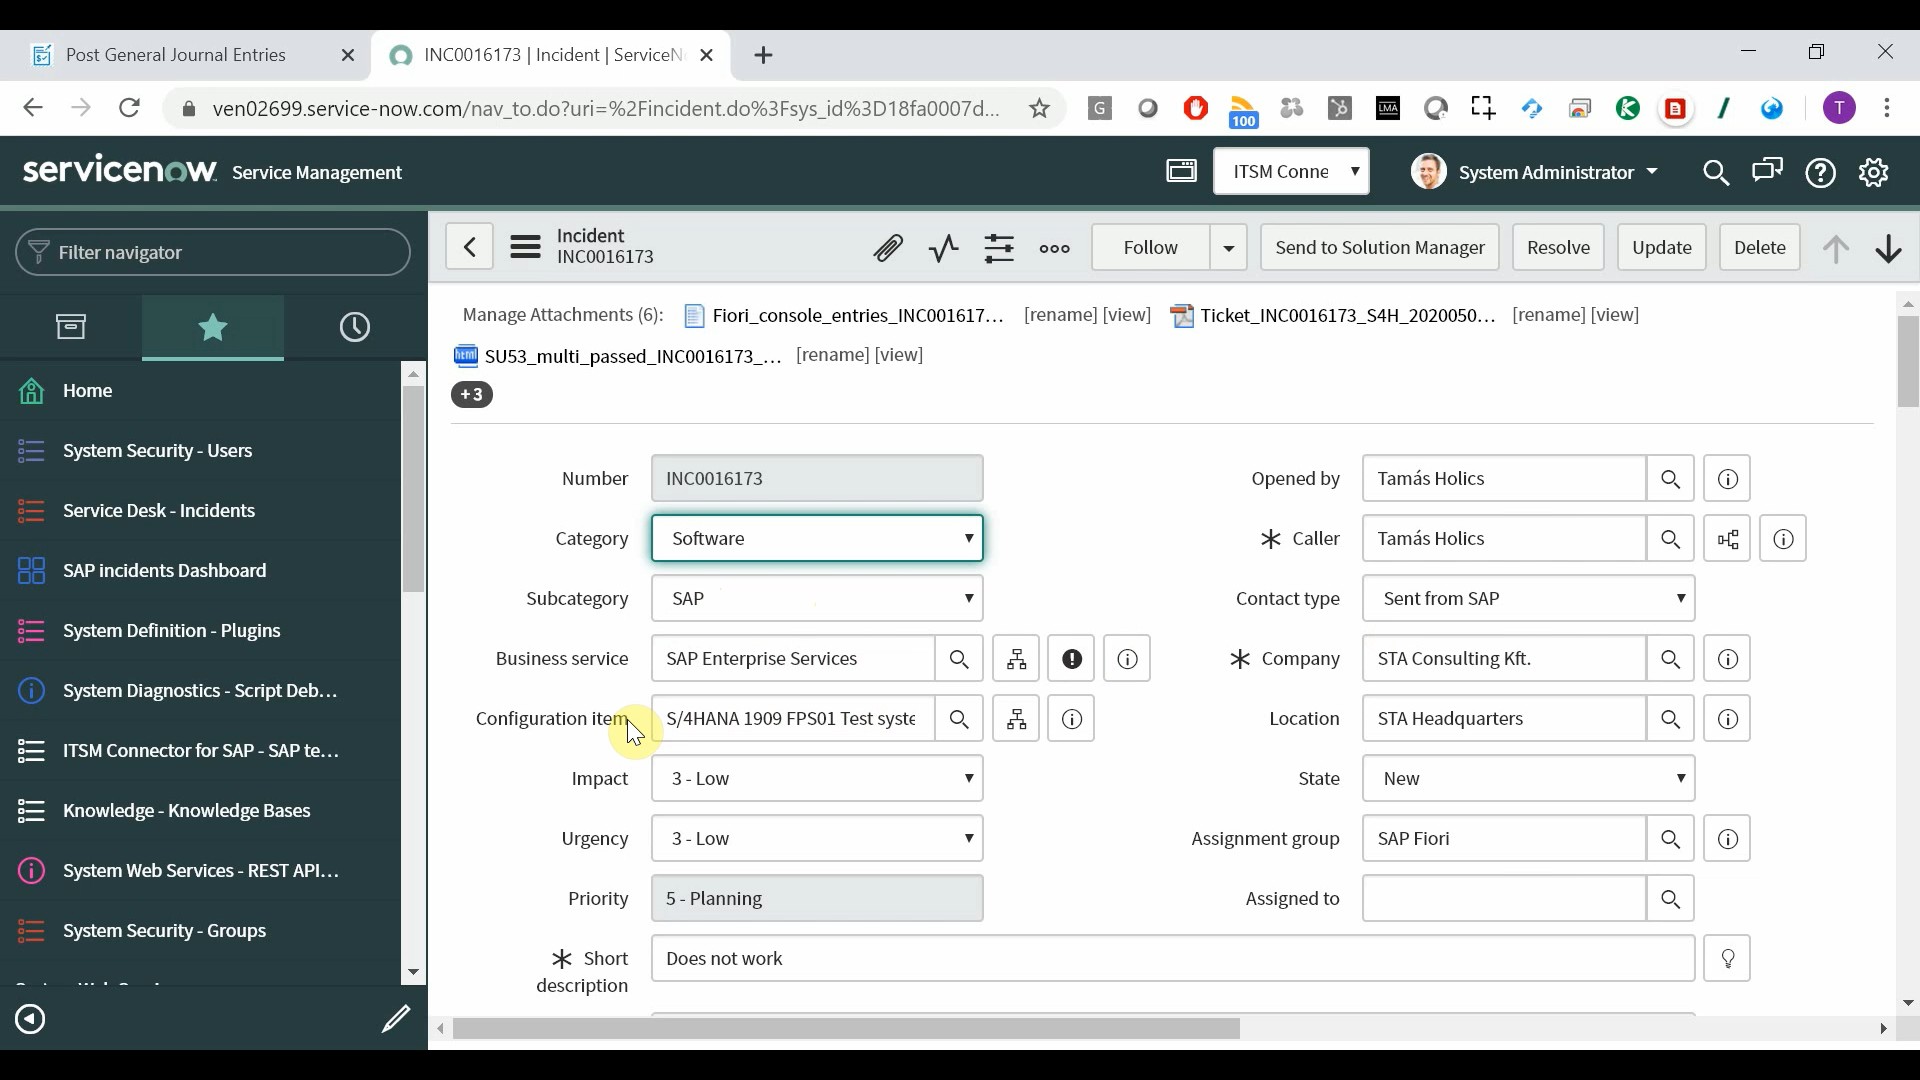 Post General Journal Entries
INC0016173 | Incident | ServiceN
ven02699.service-now.com/nav_to.do?uri=%2Fincident.do%3Fsys_id%3D18fa0007d...
G
100
LMA
T
servicenow Service Management
ITSM Conne
System Administrator
Filter navigator
Incident
INC0016173
Follow
Send to Solution Manager
Resolve
Update
Delete
Manage Attachments (6):
Fiori_console_entries_INC001617...
[rename] [view]
Ticket_INC0016173_S4H_2020050...
[rename] [view]
html
SU53_multi_passed_INC0016173_...
[rename] [view]
+3
Home
System Security - Users
Service Desk - Incidents
SAP incidents Dashboard
System Definition - Plugins
System Diagnostics - Script Deb...
ITSM Connector for SAP - SAP te...
Knowledge - Knowledge Bases
System Web Services - REST API...
System Security - Groups
Number
INC0016173
Category
Software
Subcategory
SAP
Business service
SAP Enterprise Services
Configuration item
S/4HANA 1909 FPS01 Test syste
Impact
3 - Low
Urgency
3 - Low
Priority
5 - Planning
Short description
Does not work
Opened by
Tamás Holics
Caller
Tamás Holics
Contact type
Sent from SAP
Company
STA Consulting Kft.
Location
STA Headquarters
State
New
Assignment group
SAP Fiori
Assigned to